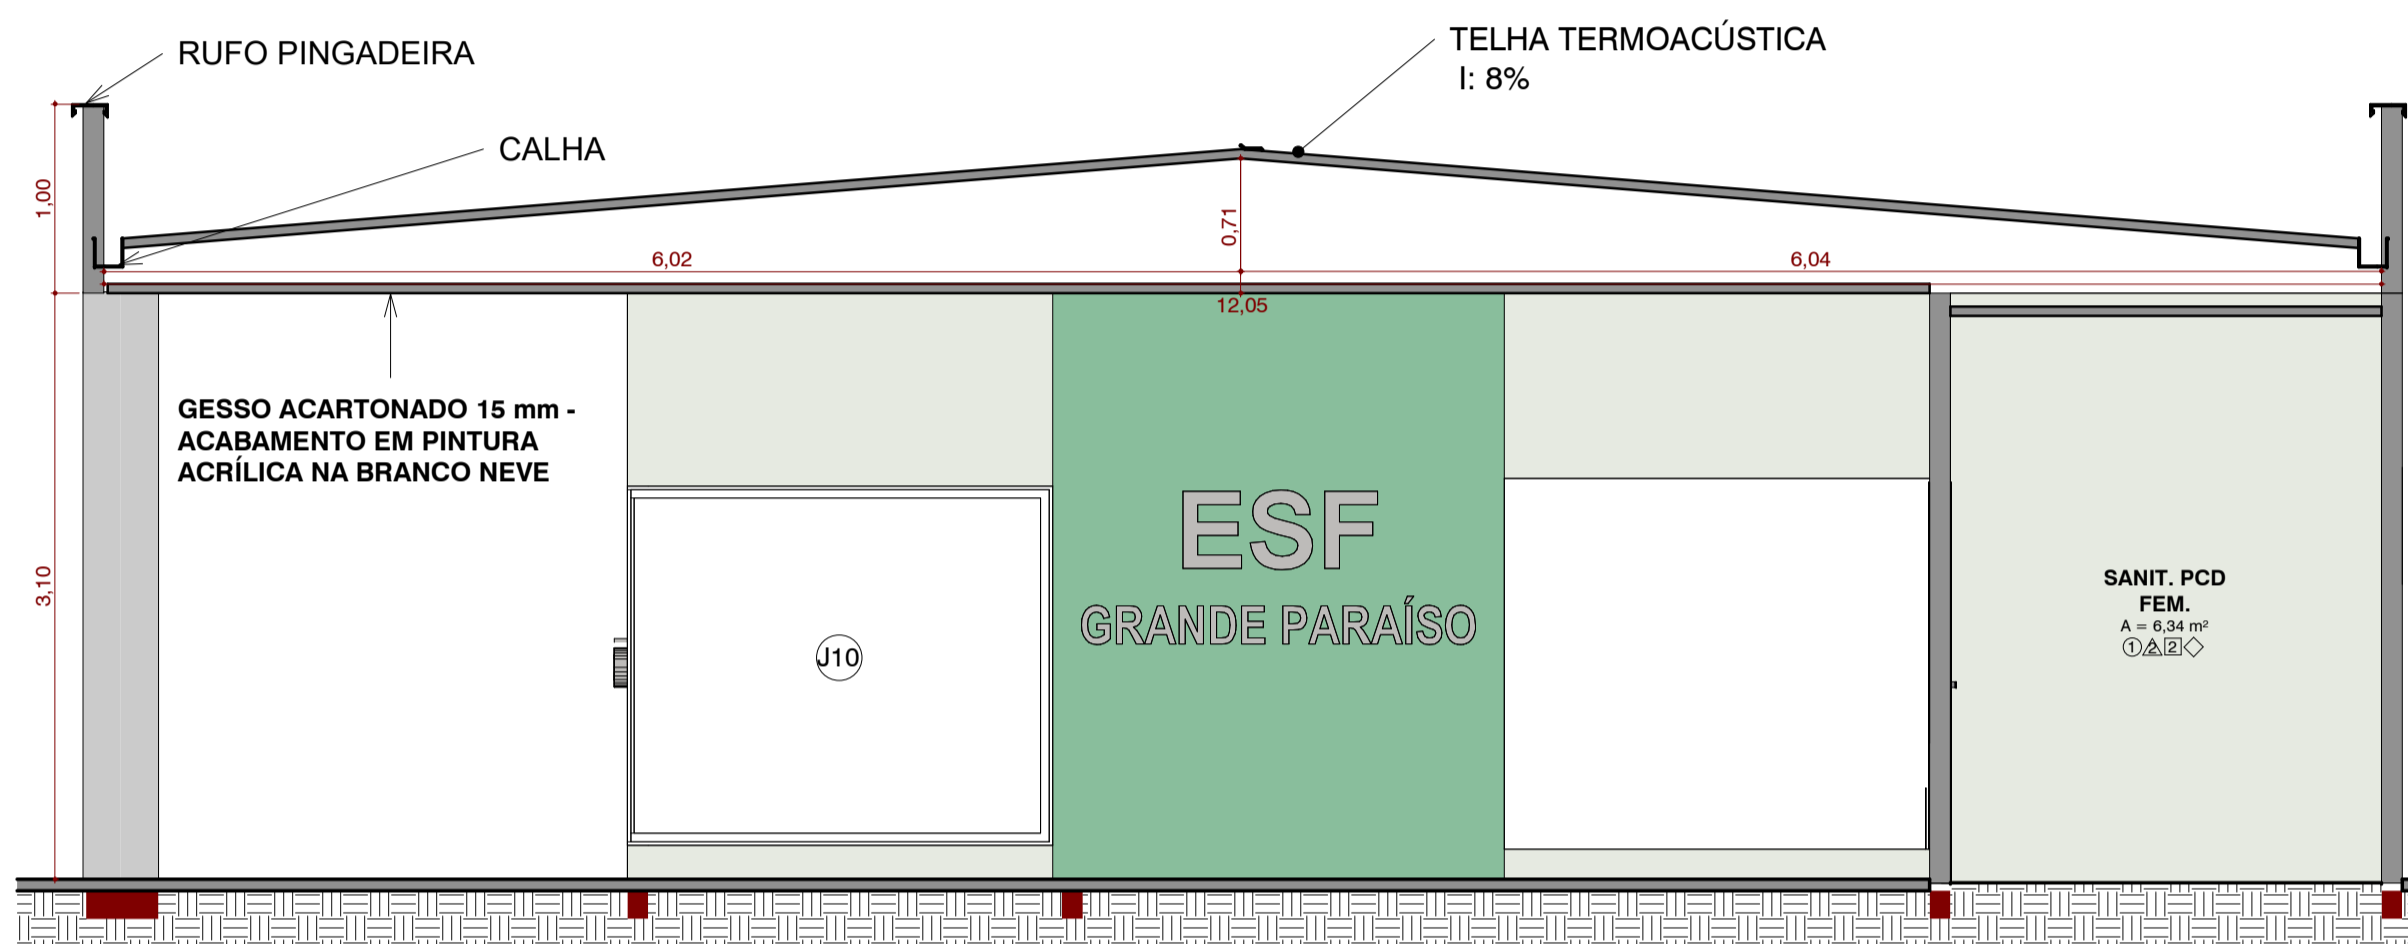 RUFO PINGADEIRA
TELHA TERMOACÚSTICA
I: 8%
CALHA
1,00
0,71
6,02
6,04
12,05
GESSO ACARTONADO 15 mm -
ACABAMENTO EM PINTURA
ACRÍLICA NA BRANCO NEVE
3,10
ESF
GRANDE PARAÍSO
J10
SANIT. PCD
FEM.
A = 6,34 m²
1 2 2